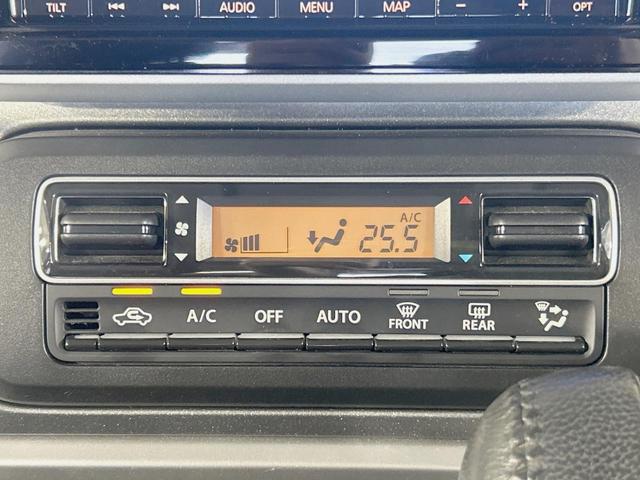 TILT AUDIO MENU MAP − + OPT
A/C
25.5
A/C OFF AUTO FRONT REAR